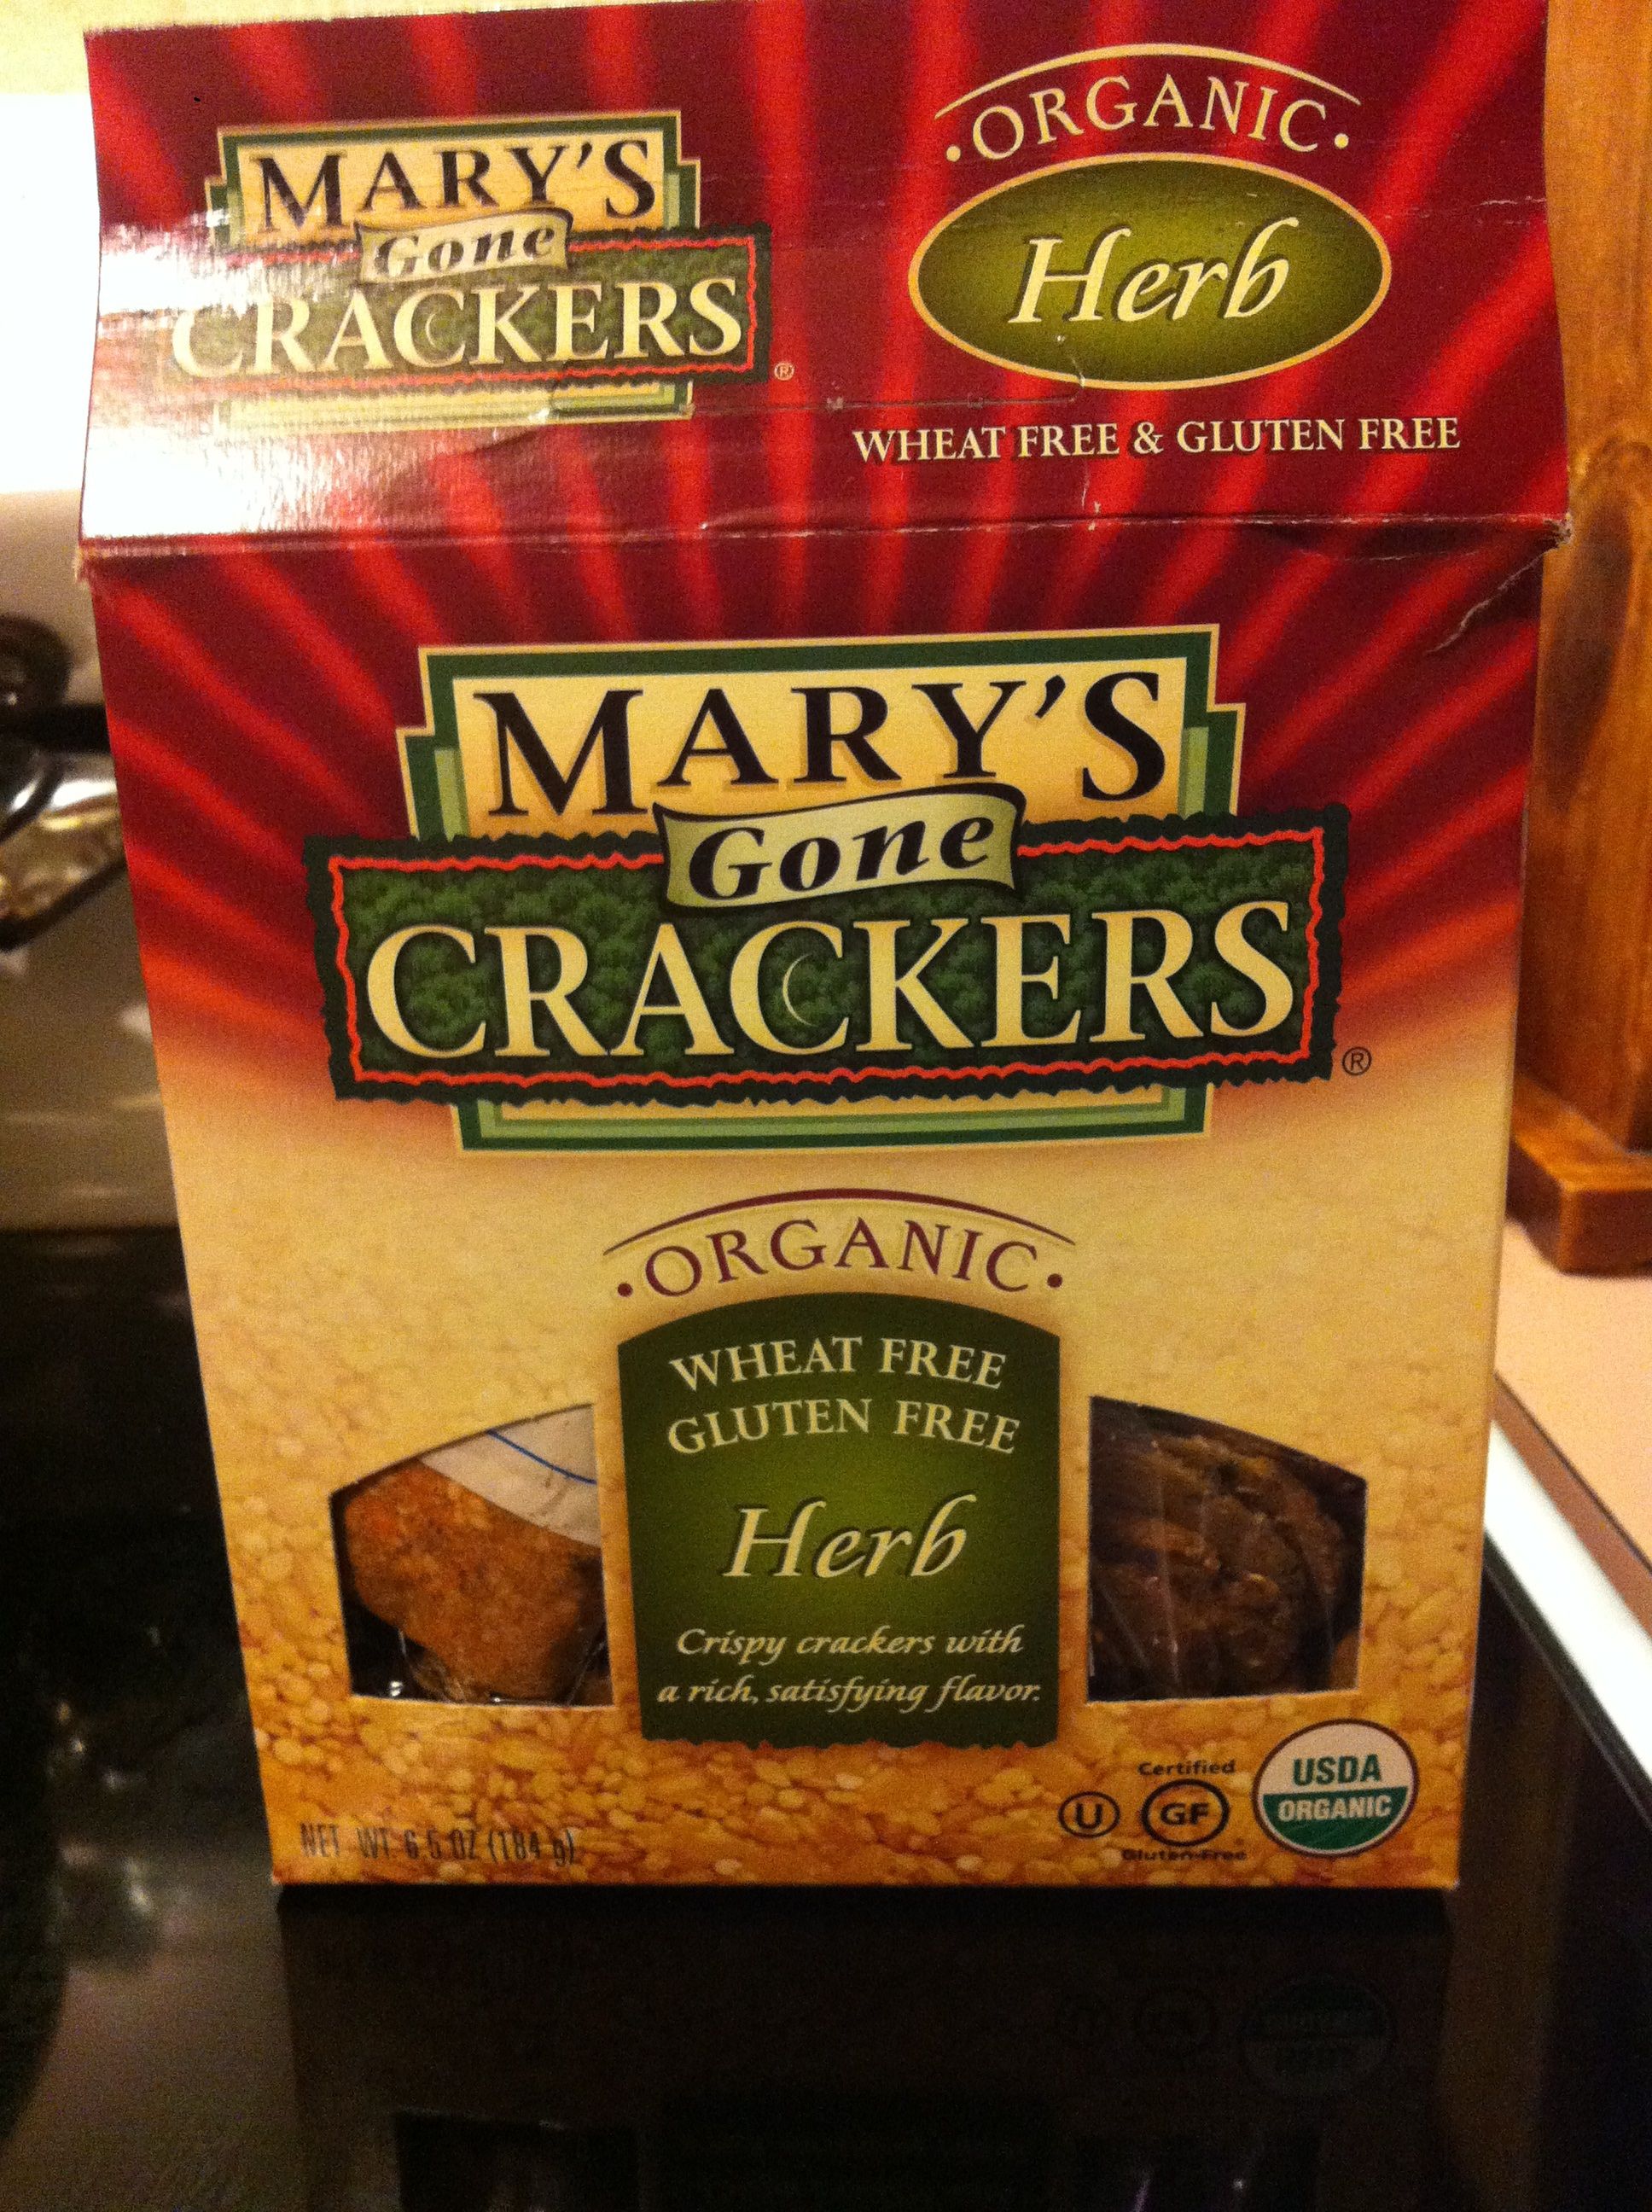 MARY'S
Gone
CRACKERS
®
·ORGANIC·
Herb
WHEAT FREE & GLUTEN FREE
MARY'S
Gone
CRACKERS
®
·ORGANIC·
WHEAT FREE
GLUTEN FREE
Herb
Crispy crackers with
a rich, satisfying flavor.
NET WT. 6.5 OZ (184 g)
U
Certified
GF
Gluten-Free
USDA
ORGANIC